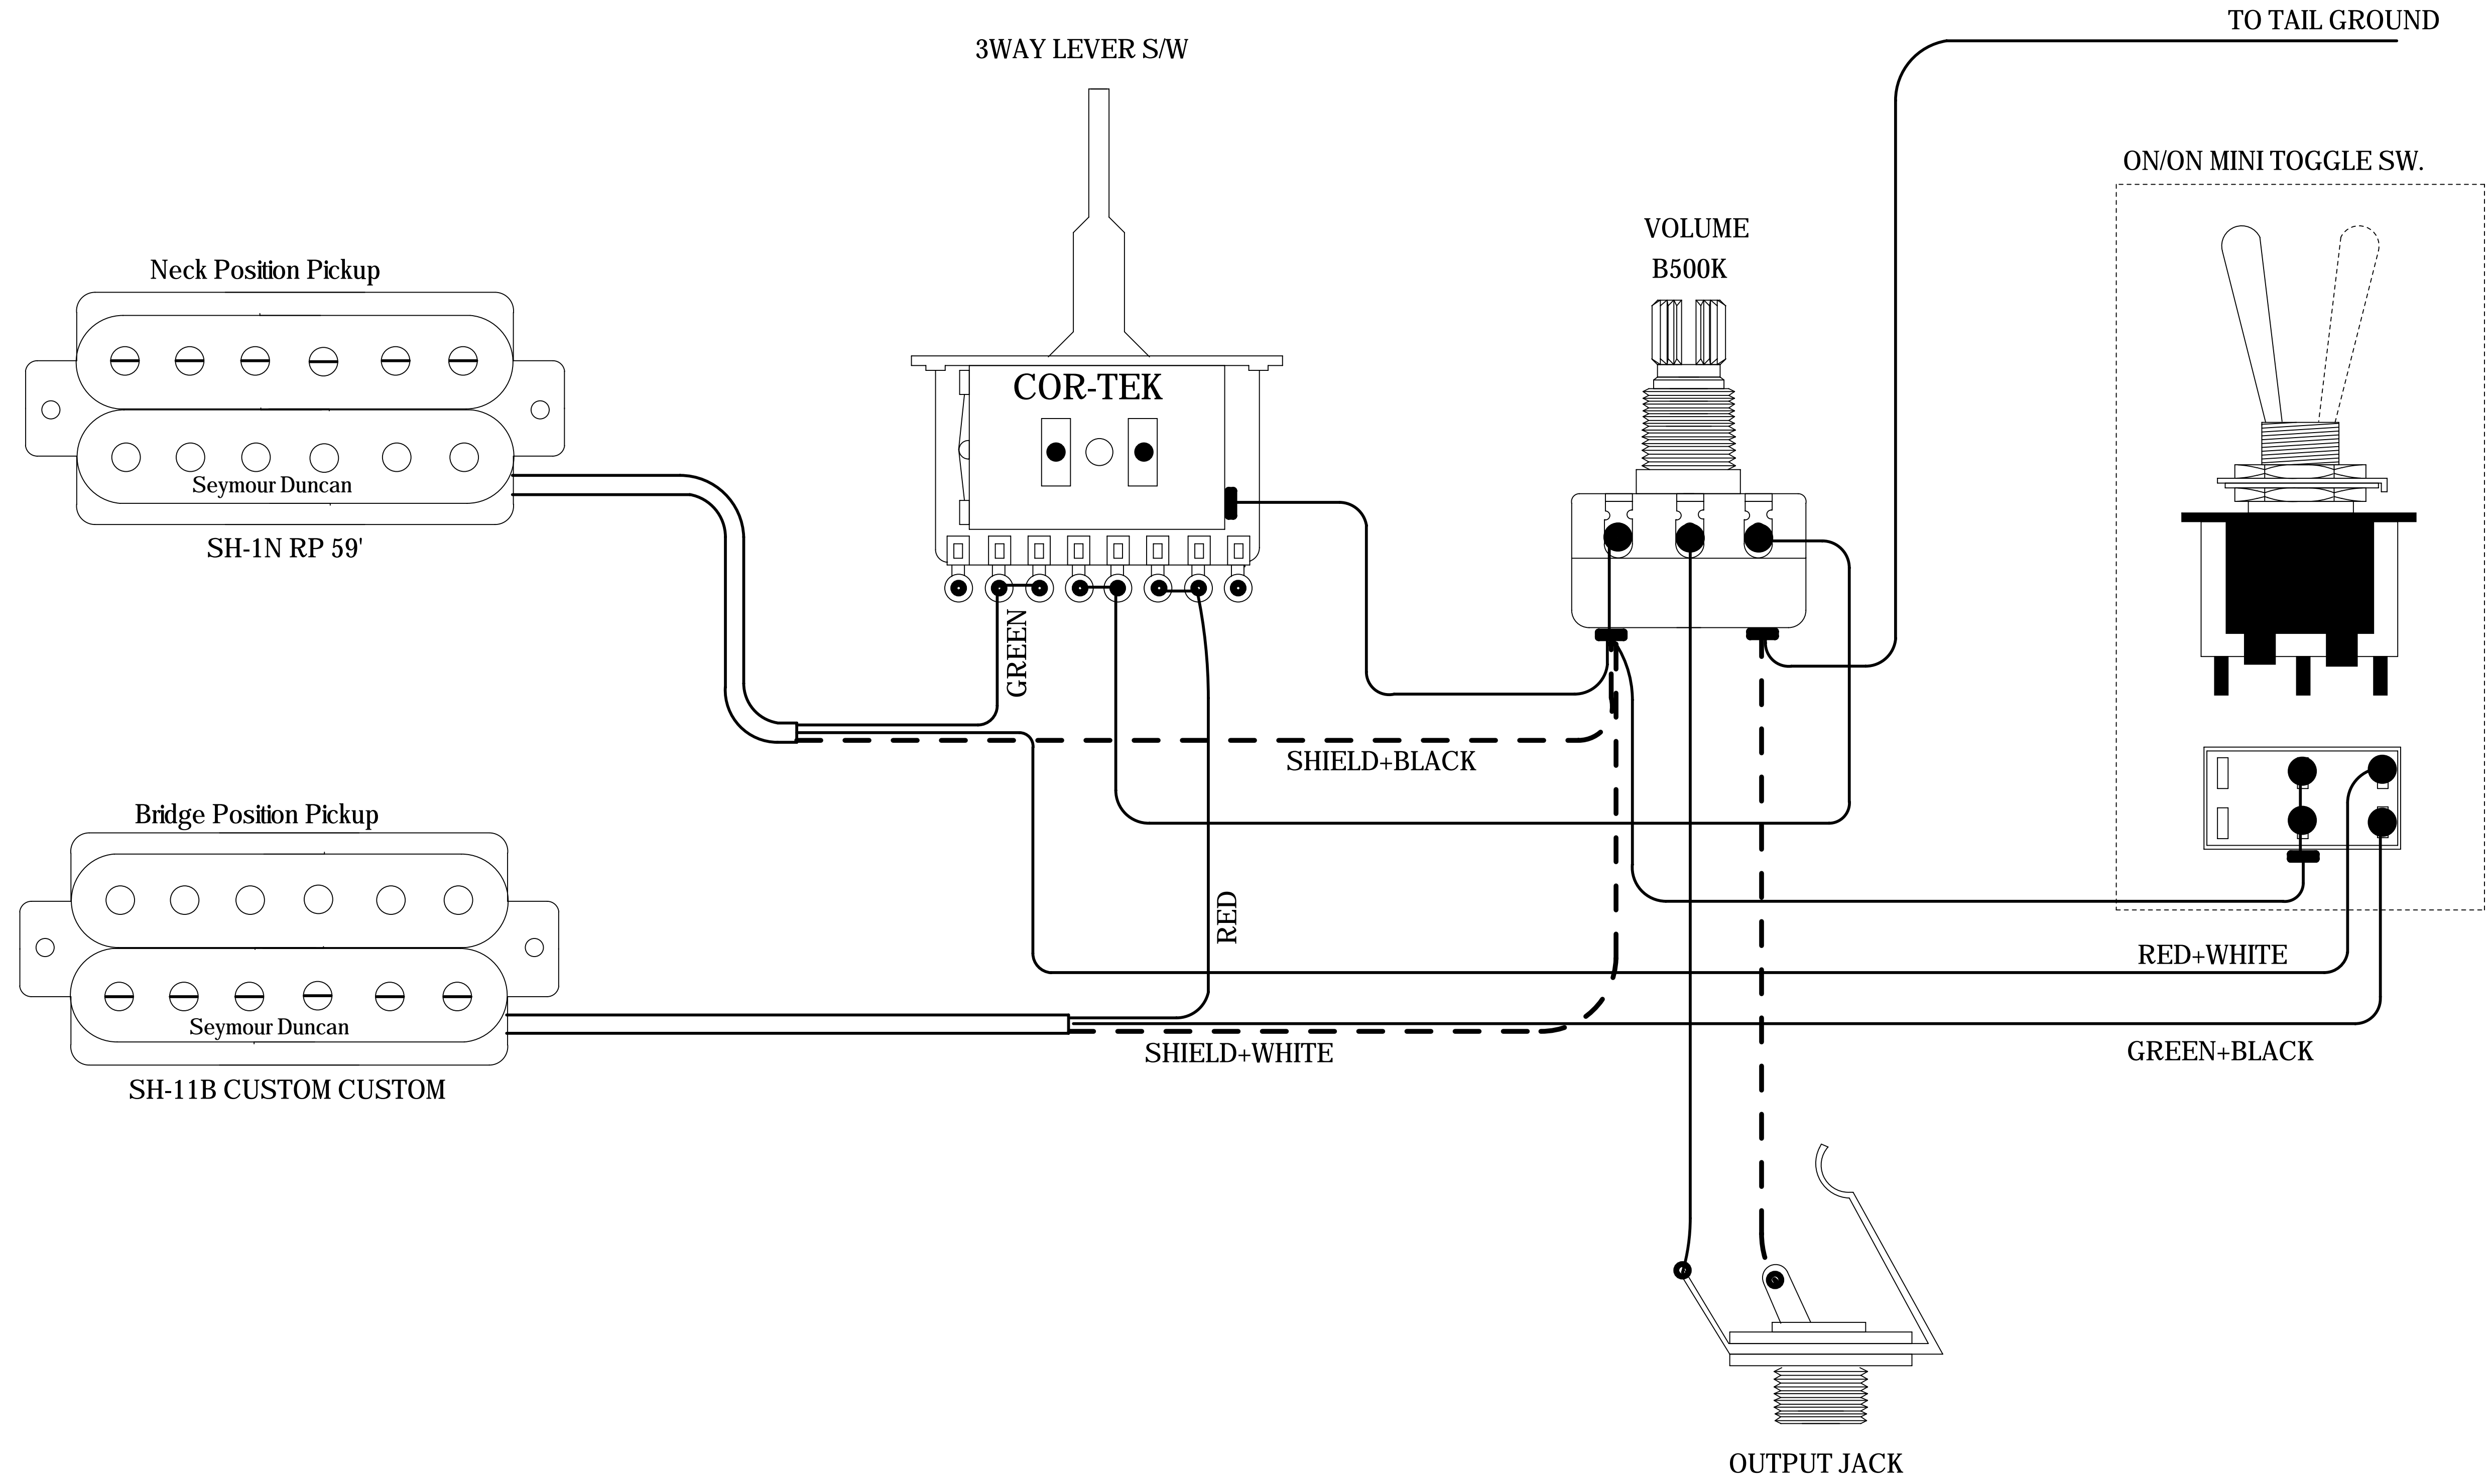 TO TAIL GROUND
3WAY LEVER S/W
ON/ON MINI TOGGLE SW.
VOLUME
B500K
Neck Position Pickup
COR-TEK
Seymour Duncan
SH-1N RP 59'
GREEN
SHIELD+BLACK
Bridge Position Pickup
RED
RED+WHITE
Seymour Duncan
SHIELD+WHITE
GREEN+BLACK
SH-11B CUSTOM CUSTOM
OUTPUT JACK